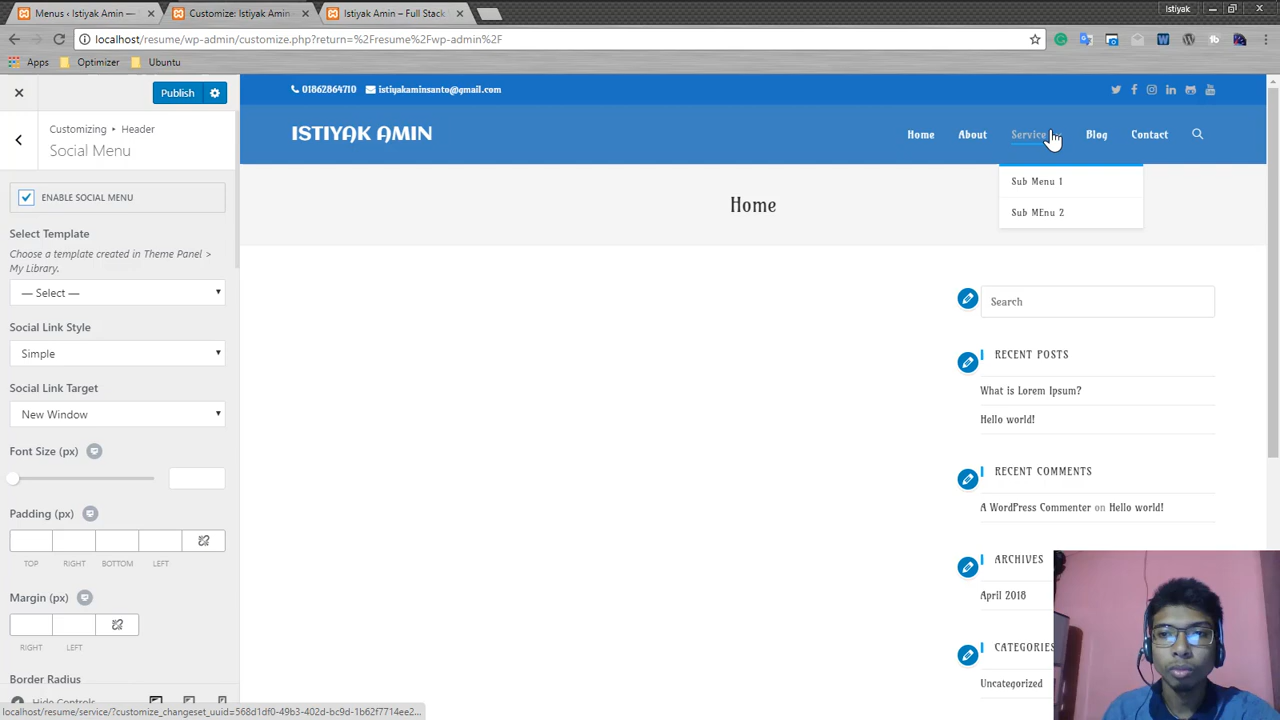 Menus ‹ Istiyak Amin —
Customize: Istiyak Amin
Istiyak Amin – Full Stack
Istiyak
localhost/resume/wp-admin/customize.php?return=%2Fresume%2Fwp-admin%2F
Apps
Optimizer
Ubuntu
Publish
Customizing ▸ Header
Social Menu
ENABLE SOCIAL MENU
Select Template
Choose a template created in Theme Panel >
My Library.
— Select —
Social Link Style
Simple
Social Link Target
New Window
Font Size (px)
Padding (px)
TOP RIGHT BOTTOM LEFT
Margin (px)
RIGHT LEFT
Border Radius
Hide Controls
01862864710 istiyakaminsanto@gmail.com
ISTIYAK AMIN
Home About Service Blog Contact
Sub Menu 1
Sub MEnu 2
Home
Search
RECENT POSTS
What is Lorem Ipsum?
Hello world!
RECENT COMMENTS
A WordPress Commenter on Hello world!
ARCHIVES
April 2018
CATEGORIES
Uncategorized
localhost/resume/service/?customize_changeset_uuid=568d1df0-49b3-402d-bc9d-1b62f7714ee2...